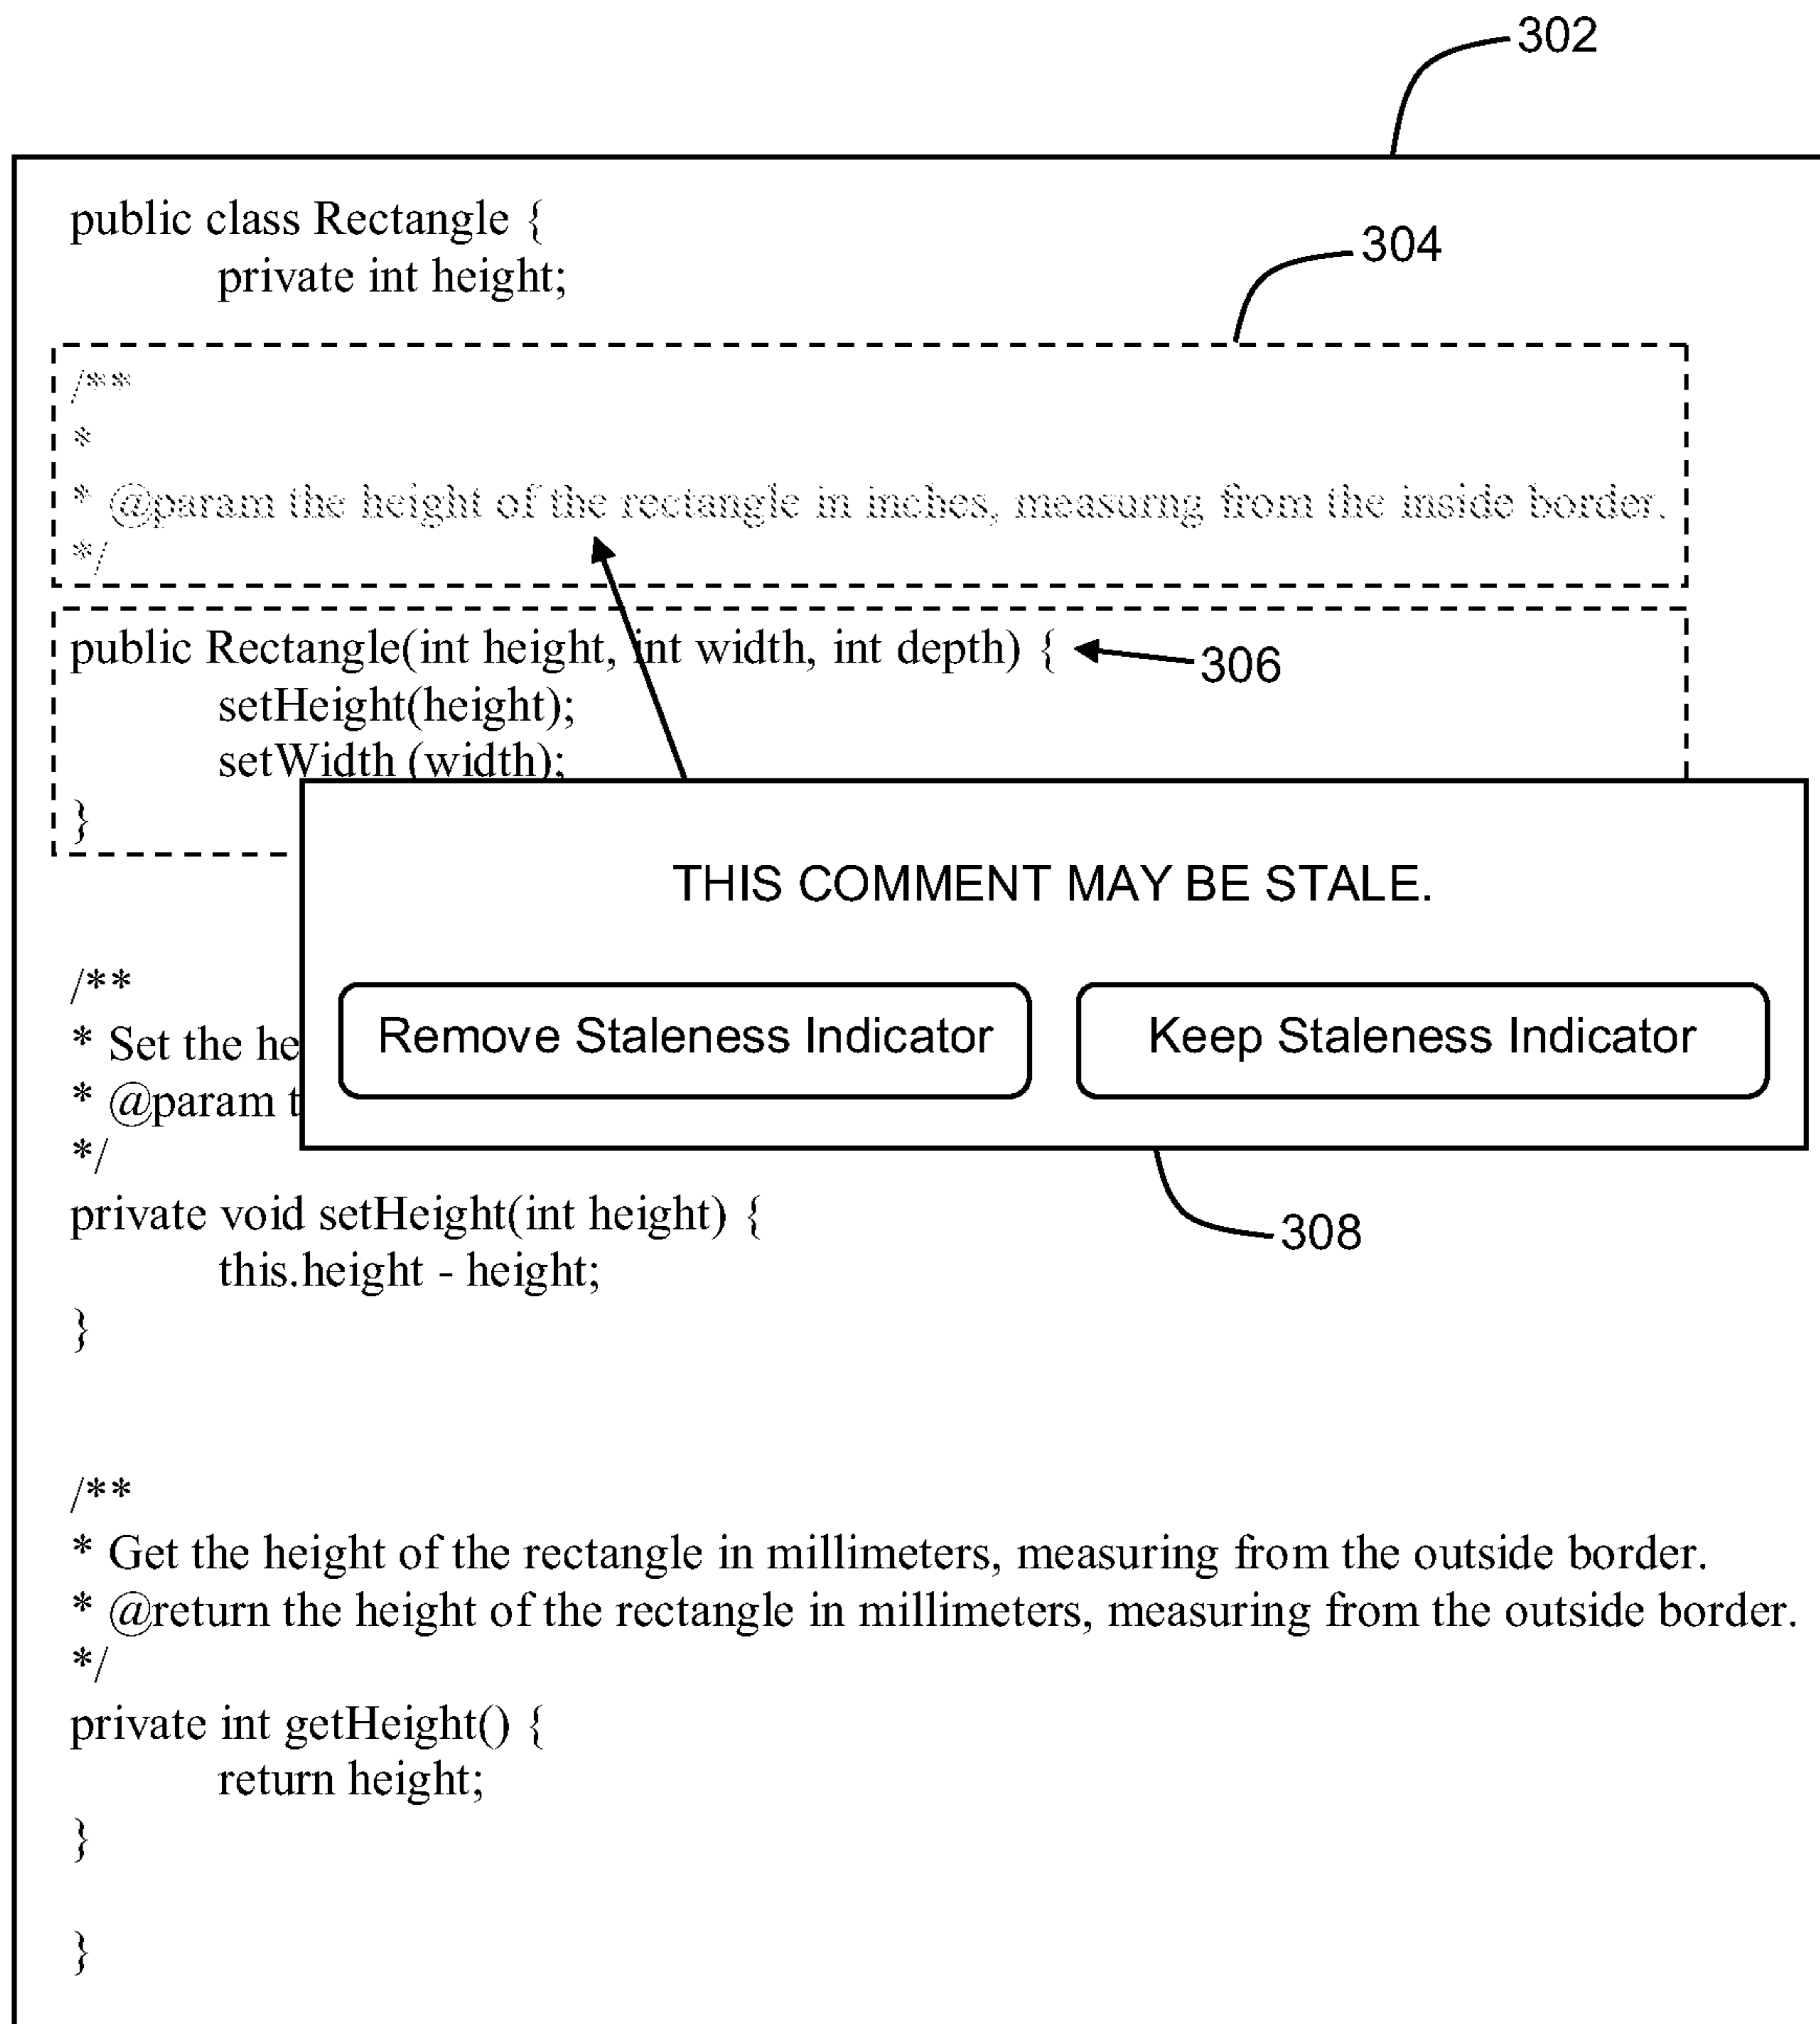 302
public class Rectangle {
304
private int height;
/**
*
* @param the height of the rectangle in inches, measurng from the inside border.
*/
public Rectangle(int height, int width, int depth) {
306
setHeight(height);
setWidth (width);
}
THIS COMMENT MAY BE STALE.
/**
* Set the he
Remove Staleness Indicator
Keep Staleness Indicator
* @param t
*/
private void setHeight(int height) {
308
this.height - height;
}
/**
* Get the height of the rectangle in millimeters, measuring from the outside border.
* @return the height of the rectangle in millimeters, measuring from the outside border.
*/
private int getHeight() {
return height;
}
}